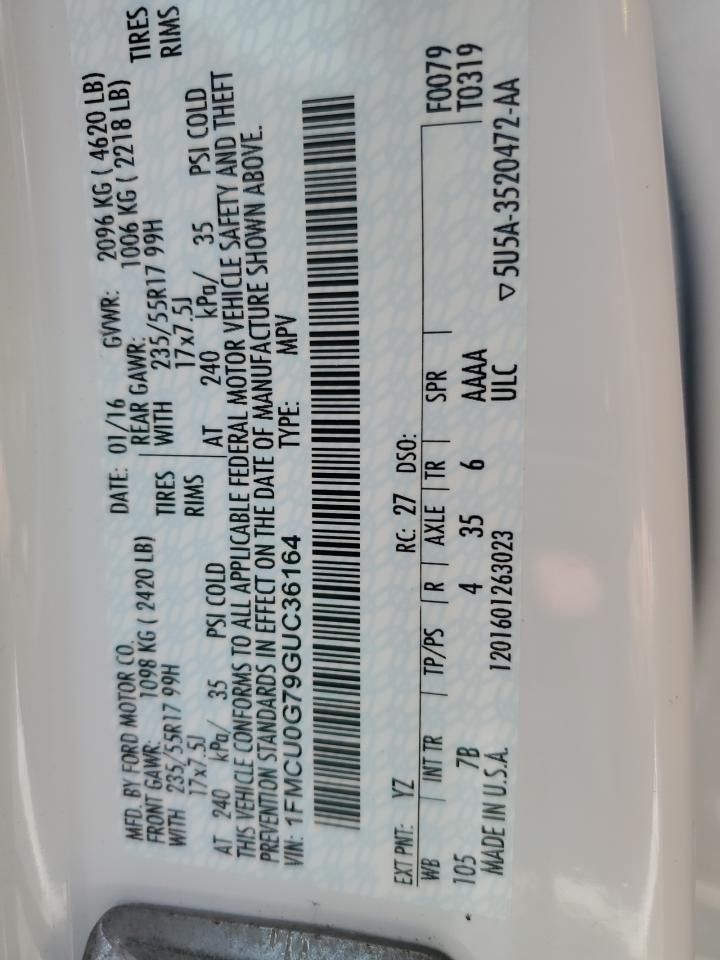 MFD. BY FORD MOTOR CO. DATE: 01/16 GVWR: 2096 KG ( 4620 LB)
FRONT GAWR: 1098 KG ( 2420 LB) REAR GAWR: 1006 KG ( 2218 LB)
WITH 235/55R17 99H TIRES WITH 235/55R17 99H TIRES
17x7.5J RIMS 17x7.5J RIMS
AT 240 kPa/ 35 PSI COLD AT 240 kPa/ 35 PSI COLD
THIS VEHICLE CONFORMS TO ALL APPLICABLE FEDERAL MOTOR VEHICLE SAFETY AND THEFT
PREVENTION STANDARDS IN EFFECT ON THE DATE OF MANUFACTURE SHOWN ABOVE.
VIN: 1FMCU0G79GUC36164 TYPE: MPV
EXT PNT: YZ RC: 27 DSO: F0079
WB INT TR TP/PS R AXLE TR SPR T0319
105 7B 4 35 6 AAAA
MADE IN U.S.A. 1201601263023 ULC ▽ 5U5A-3520472-AA